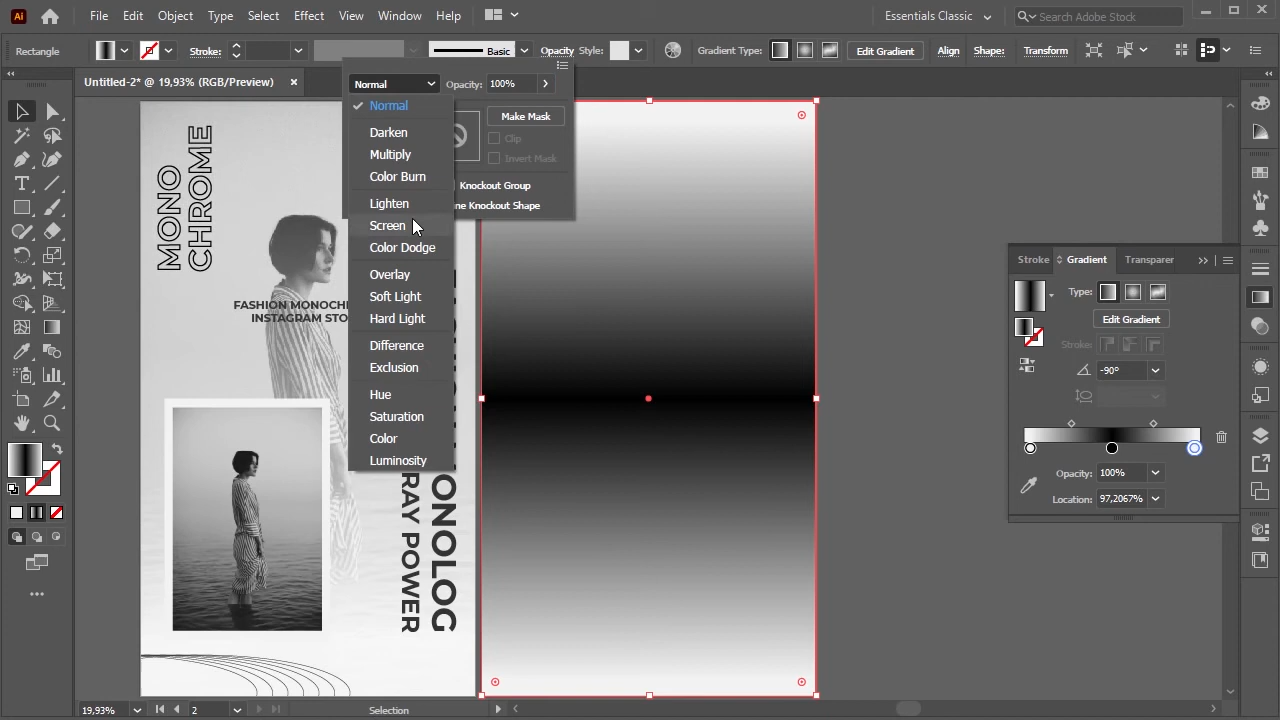 Ai
File
Edit
Object
Type
Select
Effect
View
Window
Help
Essentials Classic
Search Adobe Stock
Rectangle
Stroke:
Basic
Opacity
Style:
Gradient Type:
Edit Gradient
Align
Shape:
Transform
Untitled-2* @ 19,93% (RGB/Preview)
Normal
Opacity:
100%
Normal
Darken
Multiply
Color Burn
Lighten
Screen
Color Dodge
Overlay
Soft Light
Hard Light
Difference
Exclusion
Hue
Saturation
Color
Luminosity
Make Mask
Clip
Invert Mask
Knockout Group
ne Knockout Shape
MONO
CHROME
FASHION MONOCH
INSTAGRAM STO
ONOLOG
RAY POWER
Stroke
Gradient
Transparer
Type:
Edit Gradient
Stroke:
-90°
Opacity:
100%
Location:
97,2067%
19,93%
2
Selection